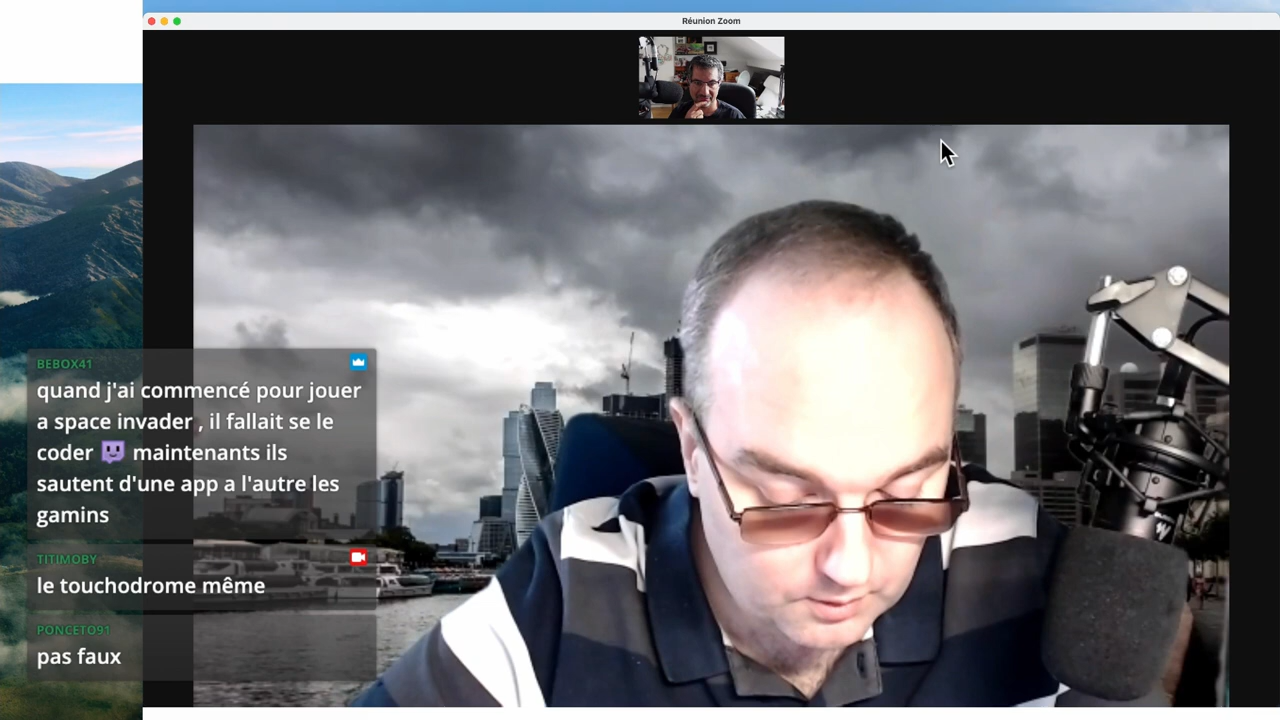 Réunion Zoom
BEBOX41
quand j'ai commencé pour jouer
a space invader , il fallait se le
coder maintenants ils
sautent d'une app a l'autre les
gamins
TITIMOBY
le touchodrome même
PONCETO91
pas faux